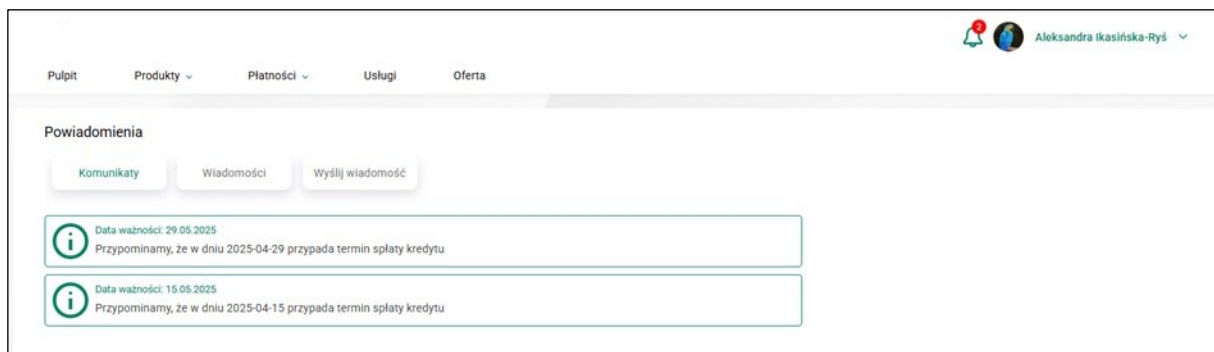 2
Aleksandra Ikasińska-Ryś
Pulpit Produkty Płatności Usługi Oferta
Powiadomienia
Komunikaty Wiadomości Wyślij wiadomość
Data ważności: 29.05.2025
Przypominamy, że w dniu 2025-04-29 przypada termin spłaty kredytu
Data ważności: 15.05.2025
Przypominamy, że w dniu 2025-04-15 przypada termin spłaty kredytu